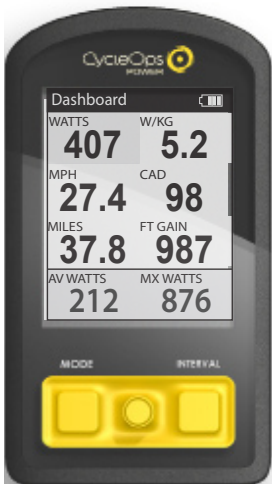 CycleOps
POWER
Dashboard
WATTS W/KG
407 5.2
MPH CAD
27.4 98
MILES FT GAIN
37.8 987
AV WATTS MX WATTS
212 876
MODE INTERVAL